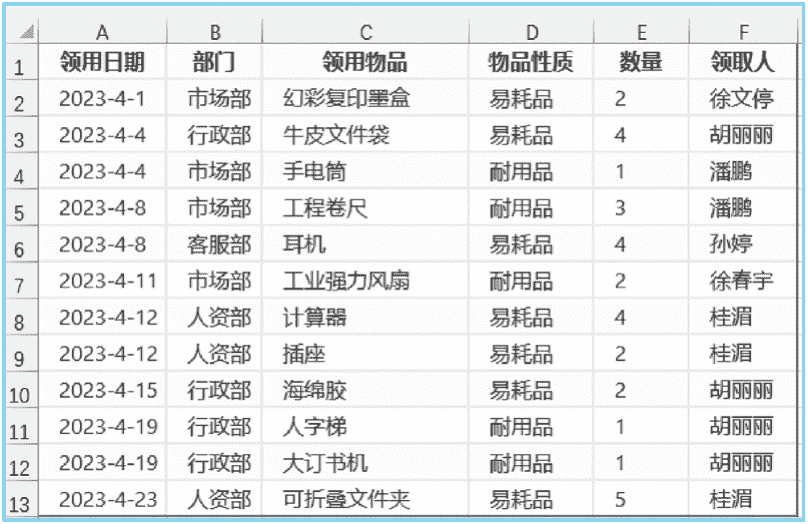 A B C D E F
1 领用日期 部门 领用物品 物品性质 数量 领取人
2 2023-4-1 市场部 幻彩复印墨盒 易耗品 2 徐文停
3 2023-4-4 行政部 牛皮文件袋 易耗品 4 胡丽丽
4 2023-4-4 市场部 手电筒 耐用品 1 潘鹏
5 2023-4-8 市场部 工程卷尺 耐用品 3 潘鹏
6 2023-4-8 客服部 耳机 易耗品 4 孙婷
7 2023-4-11 市场部 工业强力风扇 耐用品 2 徐春宇
8 2023-4-12 人资部 计算器 易耗品 4 桂湄
9 2023-4-12 人资部 插座 易耗品 2 桂湄
10 2023-4-15 行政部 海绵胶 易耗品 2 胡丽丽
11 2023-4-19 行政部 人字梯 耐用品 1 胡丽丽
12 2023-4-19 行政部 大订书机 耐用品 1 胡丽丽
13 2023-4-23 人资部 可折叠文件夹 易耗品 5 桂湄